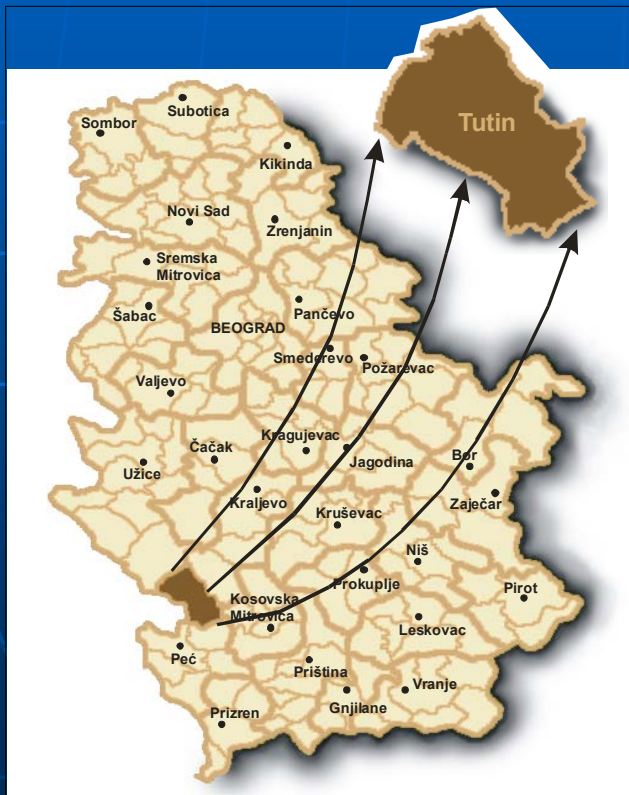 Tutin
Subotica
Sombor
Kikinda
Novi Sad
Zrenjanin
Sremska
Mitrovica
Šabac
Pančevo
BEOGRAD
Smederevo
Požarevac
Valjevo
Kragujevac
Čačak
Jagodina
Bor
Užice
Kraljevo
Zaječar
Kruševac
Niš
Prokuplje
Pirot
Kosovska
Mitrovica
Leskovac
Peć
Priština
Vranje
Gnjilane
Prizren